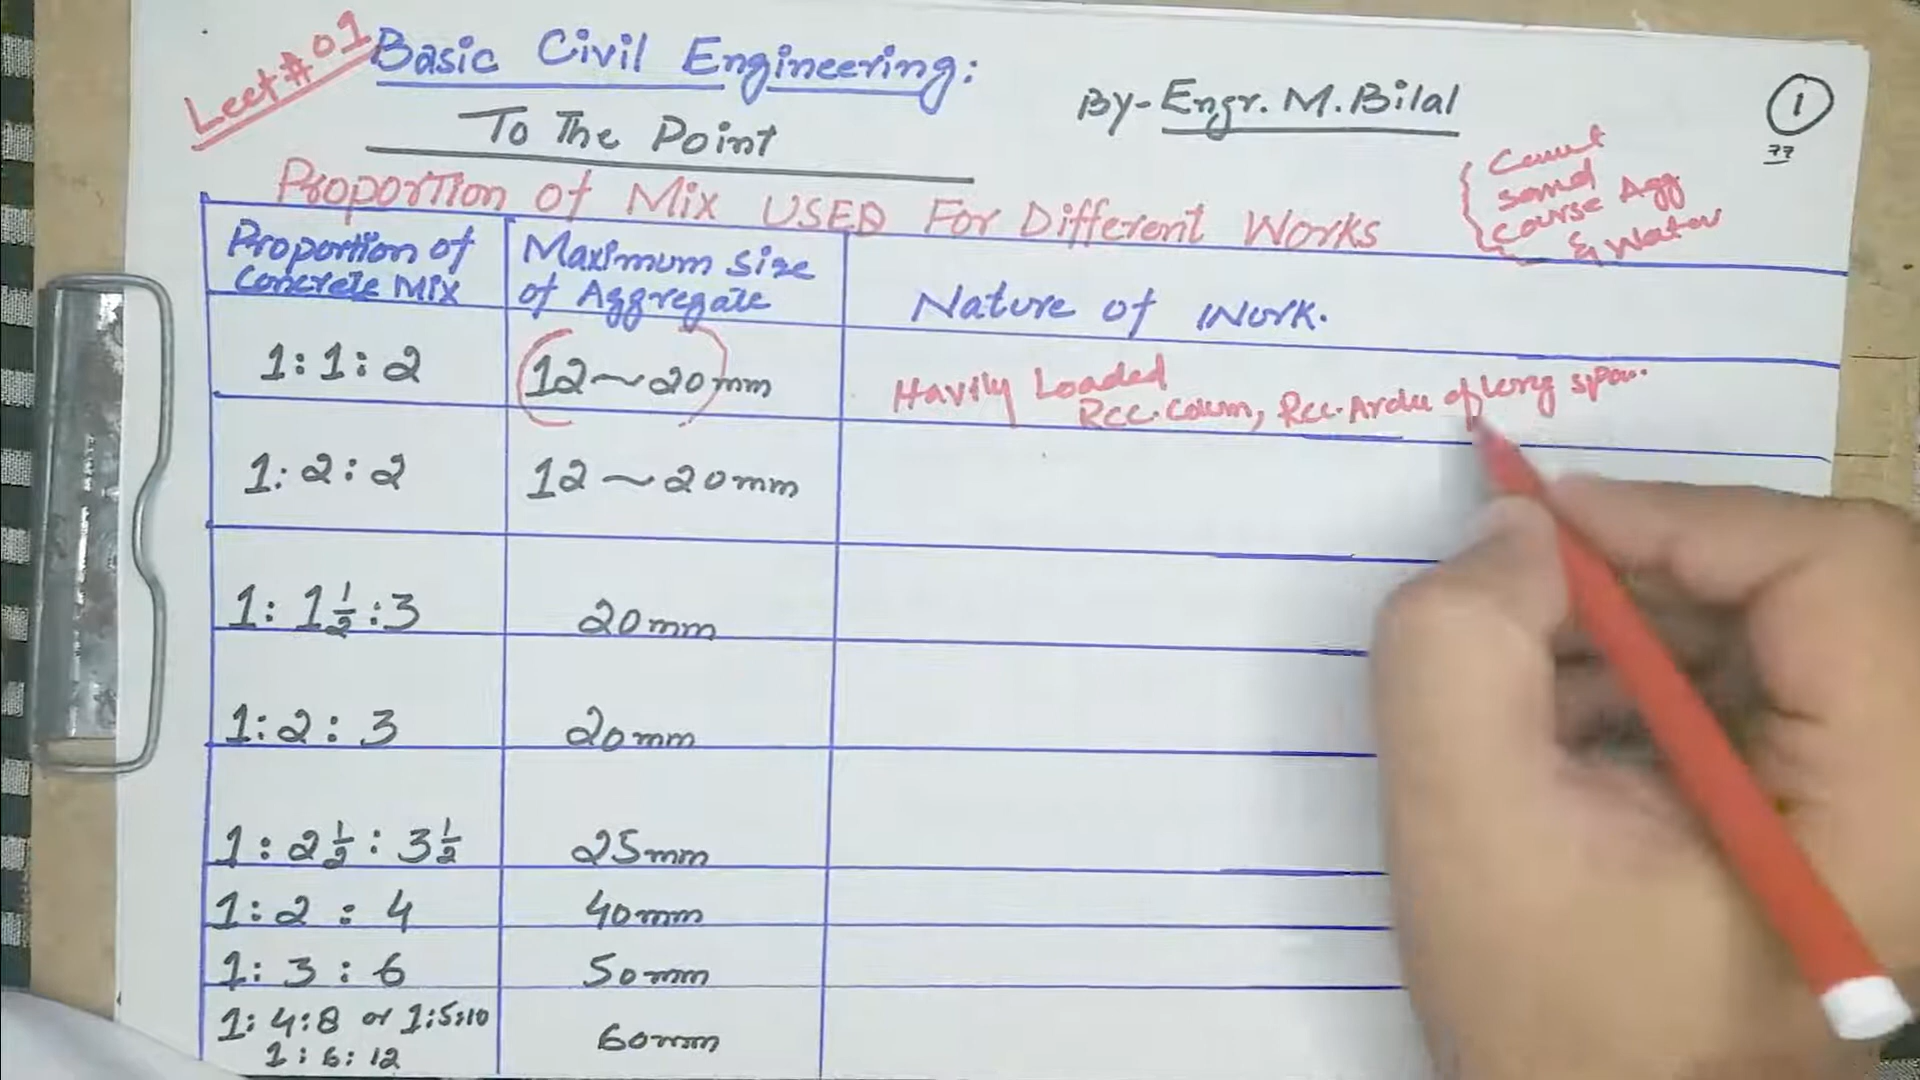 Lect#01
Basic Civil Engineering:
To The Point
By-Engr. M.Bilal
1
77
sand
course Agg
& Water
Proportion of Mix USED For Different Works
Proportion of
Concrete Mix
Maximum Size
of Aggregate
Nature of Work.
1:1:2
12~20mm
Havily Loaded
Rcc. , Rcc. of long span.
1:2:2
12~20mm
1:1½:3
20mm
1:2:3
20mm
1:2½:3½
25mm
1:2:4
40mm
1:3:6
50mm
1:4:8 or 1:5:10
1:6:12
60mm